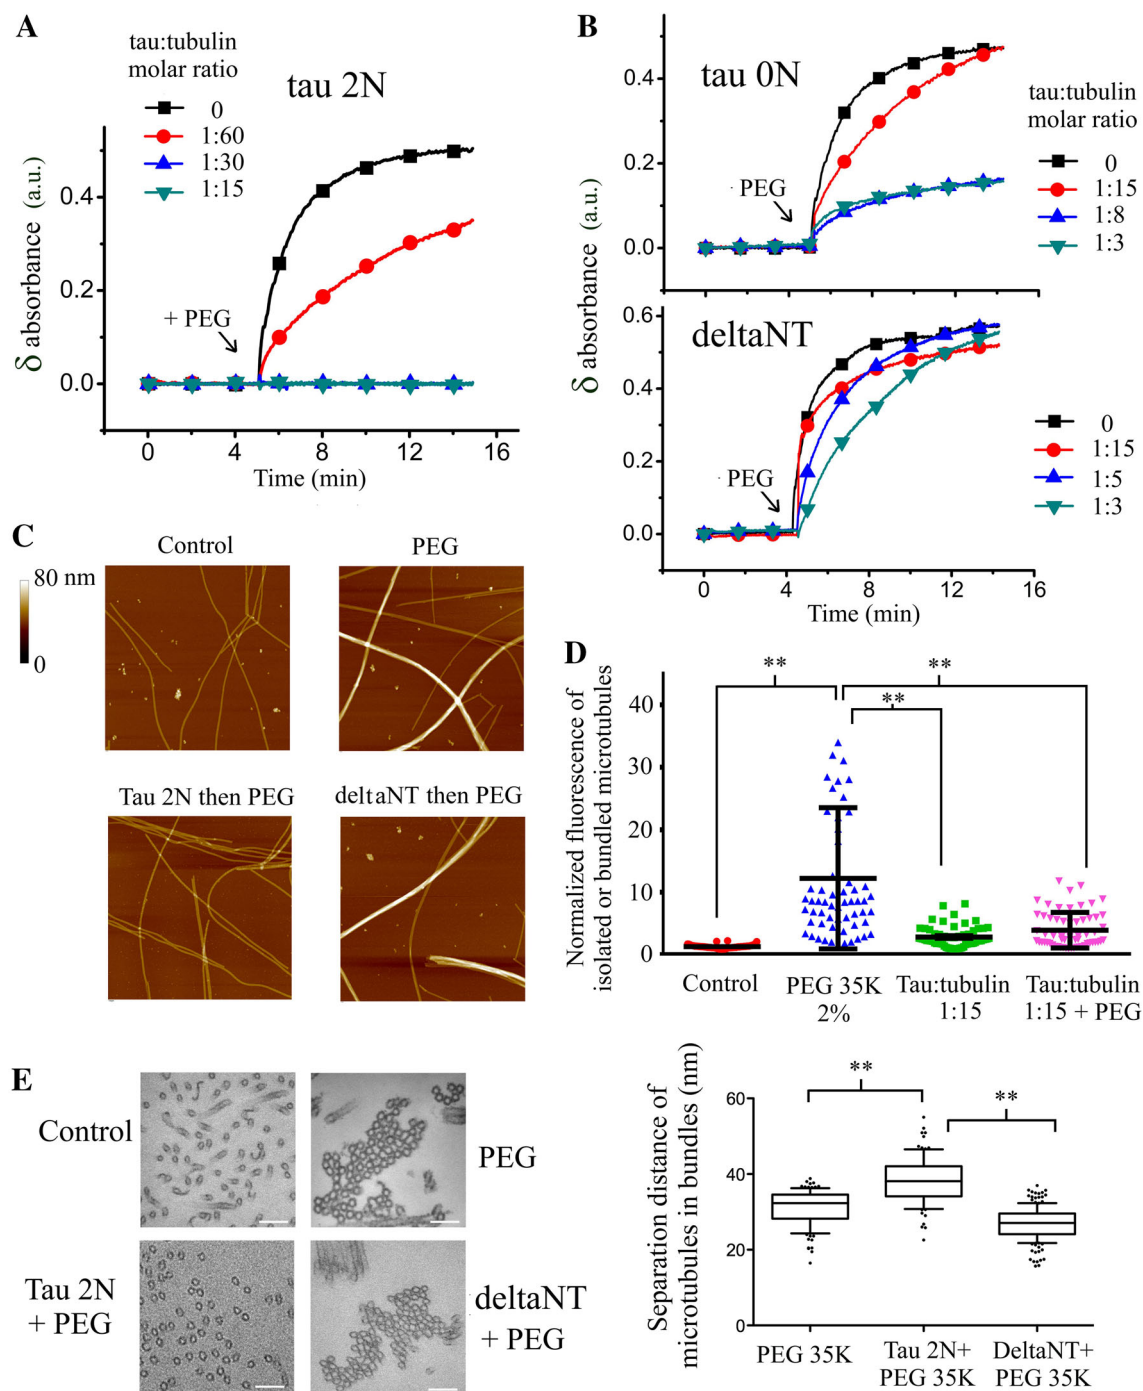 A
tau:tubulin
molar ratio
0
1:60
1:30
1:15
tau 2N
δ absorbance (a.u.)
0.4
0.2
0.0
+ PEG
0
4
8
12
16
Time (min)
B
tau 0N
δ absorbance (a.u.)
0.4
0.2
0.0
PEG
tau:tubulin
molar ratio
0
1:15
1:8
1:3
deltaNT
0.6
0.4
0.2
0.0
PEG
0
1:15
1:5
1:3
0
4
8
12
16
Time (min)
C
80 nm
0
Control
PEG
Tau 2N then PEG
deltaNT then PEG
D
Normalized fluorescence of
isolated or bundled microtubules
40
30
20
10
0
**
**
**
Control
PEG 35K
2%
Tau:tubulin
1:15
Tau:tubulin
1:15 + PEG
E
Control
PEG
Tau 2N
+ PEG
deltaNT
+ PEG
Separation distance of
microtubules in bundles (nm)
60
40
20
0
**
**
PEG 35K
Tau 2N+
PEG 35K
DeltaNT+
PEG 35K